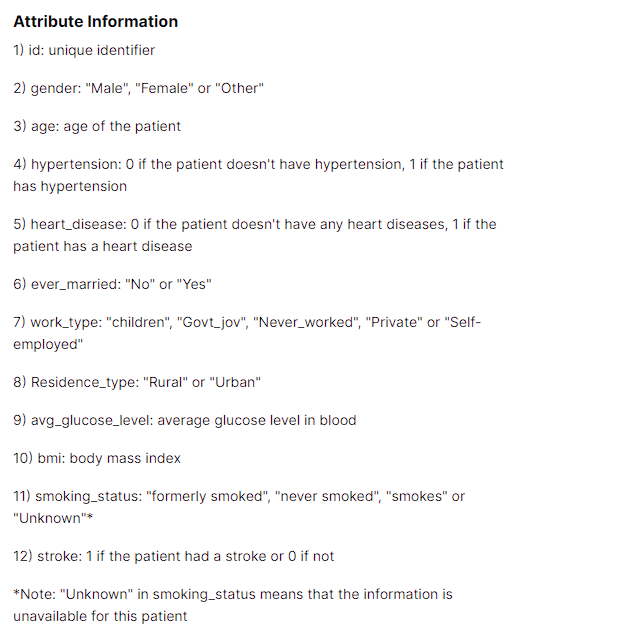 Attribute Information
1) id: unique identifier
2) gender: "Male", "Female" or "Other"
3) age: age of the patient
4) hypertension: 0 if the patient doesn't have hypertension, 1 if the patient
has hypertension
5) heart_disease: 0 if the patient doesn't have any heart diseases, 1 if the
patient has a heart disease
6) ever_married: "No" or "Yes"
7) work_type: "children", "Govt_jov", "Never_worked", "Private" or "Self-
employed"
8) Residence_type: "Rural" or "Urban"
9) avg_glucose_level: average glucose level in blood
10) bmi: body mass index
11) smoking_status: "formerly smoked", "never smoked", "smokes" or
"Unknown"*
12) stroke: 1 if the patient had a stroke or 0 if not
*Note: "Unknown" in smoking_status means that the information is
unavailable for this patient